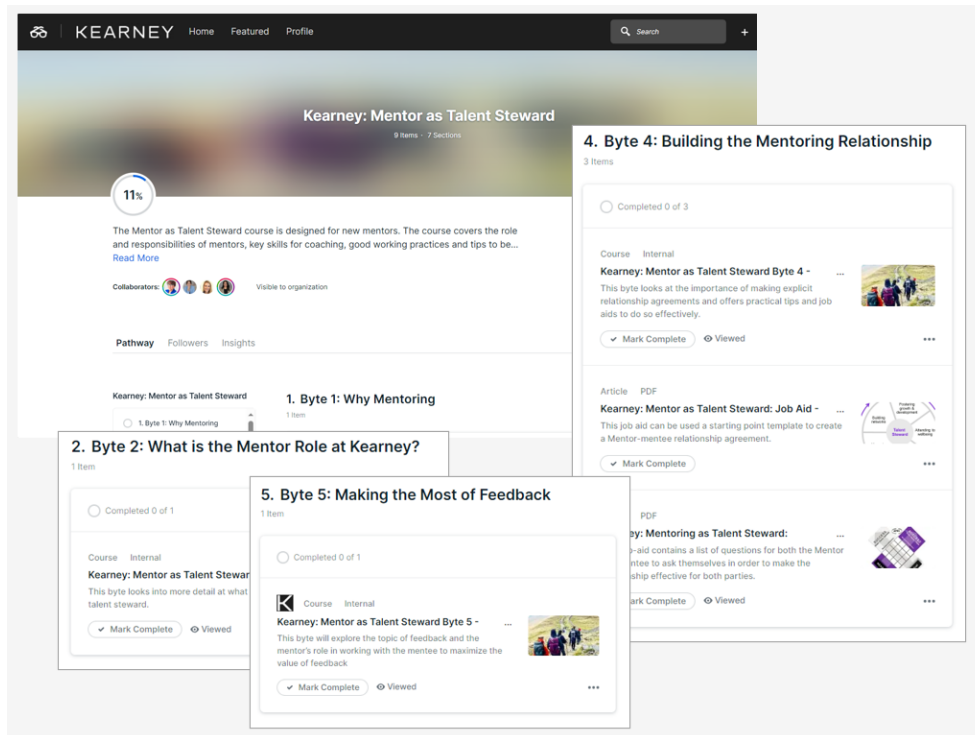 KEARNEY Home Featured Profile Search +
Kearney: Mentor as Talent Steward
9 Items · 7 Sections
11%
The Mentor as Talent Steward course is designed for new mentors. The course covers the role
and responsibilities of mentors, key skills for coaching, good working practices and tips to be...
Read More
Collaborators: Visible to organization
Pathway Followers Insights
Kearney: Mentor as Talent Steward
1. Byte 1: Why Mentoring
1. Byte 1: Why Mentoring
1 Item
4. Byte 4: Building the Mentoring Relationship
3 Items
Completed 0 of 3
Course Internal
Kearney: Mentor as Talent Steward Byte 4 - ...
This byte looks at the importance of making explicit
relationship agreements and offers practical tips and job
aids to do so effectively.
Mark Complete Viewed
Article PDF
Kearney: Mentor as Talent Steward: Job Aid - ...
This job aid can be used a starting point template to create
a Mentor-mentee relationship agreement.
Mark Complete
Building
networks
Fostering
growth &
development
Talent
Steward
Attending to
wellbeing
PDF
ey: Mentoring as Talent Steward: ...
-aid contains a list of questions for both the Mentor
ntee to ask themselves in order to make the
ship effective for both parties.
ark Complete Viewed
2. Byte 2: What is the Mentor Role at Kearney?
1 Item
Completed 0 of 1
Course Internal
Kearney: Mentor as Talent Stewar
This byte looks into more detail at what
talent steward.
Mark Complete Viewed
5. Byte 5: Making the Most of Feedback
1 Item
Completed 0 of 1
K Course Internal
Kearney: Mentor as Talent Steward Byte 5 - ...
This byte will explore the topic of feedback and the
mentor's role in working with the mentee to maximize the
value of feedback
Mark Complete Viewed